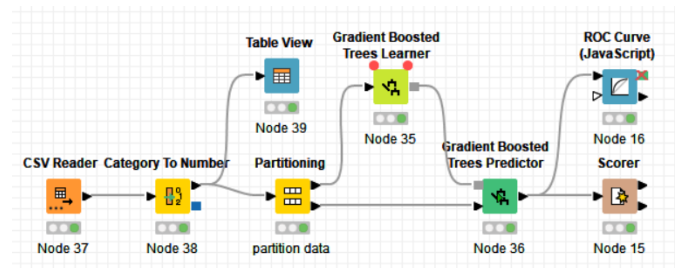 Table View
Gradient Boosted
Trees Learner
ROC Curve
(JavaScript)
Node 39
Node 35
Node 16
CSV Reader
Category To Number
Partitioning
Gradient Boosted
Trees Predictor
Scorer
Node 37
Node 38
partition data
Node 36
Node 15